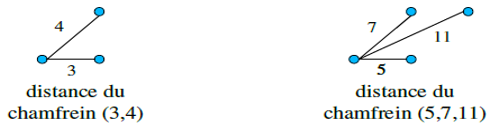 4
3
distance du
chamfrein (3,4)
7
11
5
distance du
chamfrein (5,7,11)